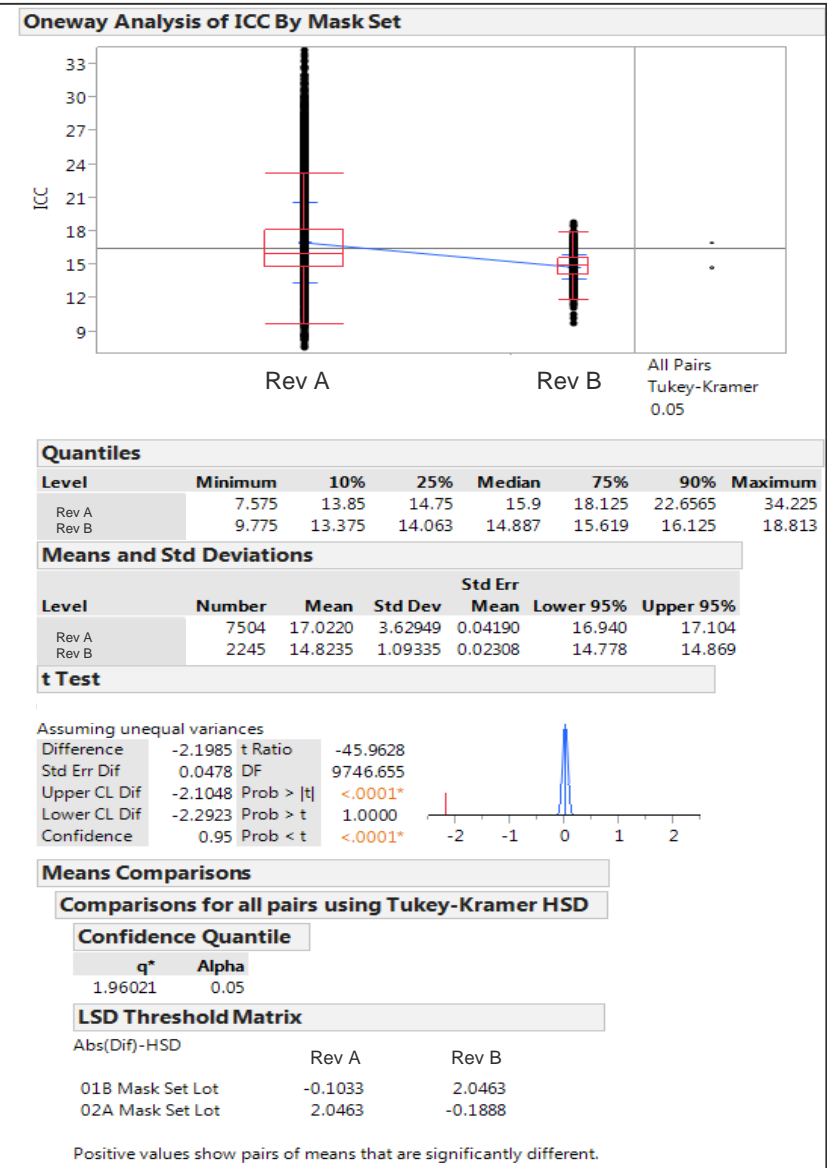 Oneway Analysis of ICC By Mask Set
33
30
27
24
21
18
15
12
9
ICC
Rev A Rev B
All Pairs
Tukey-Kramer
0.05
Quantiles
Level Minimum 10% 25% Median 75% 90% Maximum
Rev A 7.575 13.85 14.75 15.9 18.125 22.6565 34.225
Rev B 9.775 13.375 14.063 14.887 15.619 16.125 18.813
Means and Std Deviations
Std Err
Level Number Mean Std Dev Mean Lower 95% Upper 95%
Rev A 7504 17.0220 3.62949 0.04190 16.940 17.104
Rev B 2245 14.8235 1.09335 0.02308 14.778 14.869
t Test
Assuming unequal variances
Difference -2.1985 t Ratio -45.9628
Std Err Dif 0.0478 DF 9746.655
Upper CL Dif -2.1048 Prob > |t| <.0001*
Lower CL Dif -2.2923 Prob > t 1.0000
Confidence 0.95 Prob < t <.0001*
-2 -1 0 1 2
Means Comparisons
Comparisons for all pairs using Tukey-Kramer HSD
Confidence Quantile
q* Alpha
1.96021 0.05
LSD Threshold Matrix
Abs(Dif)-HSD
Rev A Rev B
01B Mask Set Lot -0.1033 2.0463
02A Mask Set Lot 2.0463 -0.1888
Positive values show pairs of means that are significantly different.